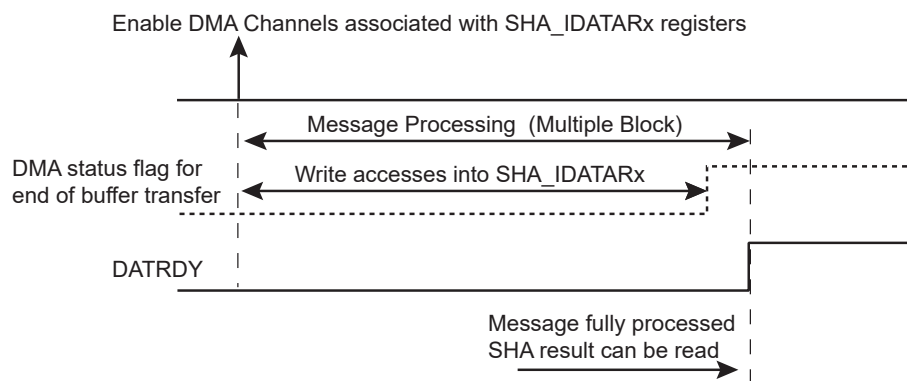 Enable DMA Channels associated with SHA_IDATARx registers
Message Processing (Multiple Block)
DMA status flag for
end of buffer transfer
Write accesses into SHA_IDATARx
DATRDY
Message fully processed
SHA result can be read